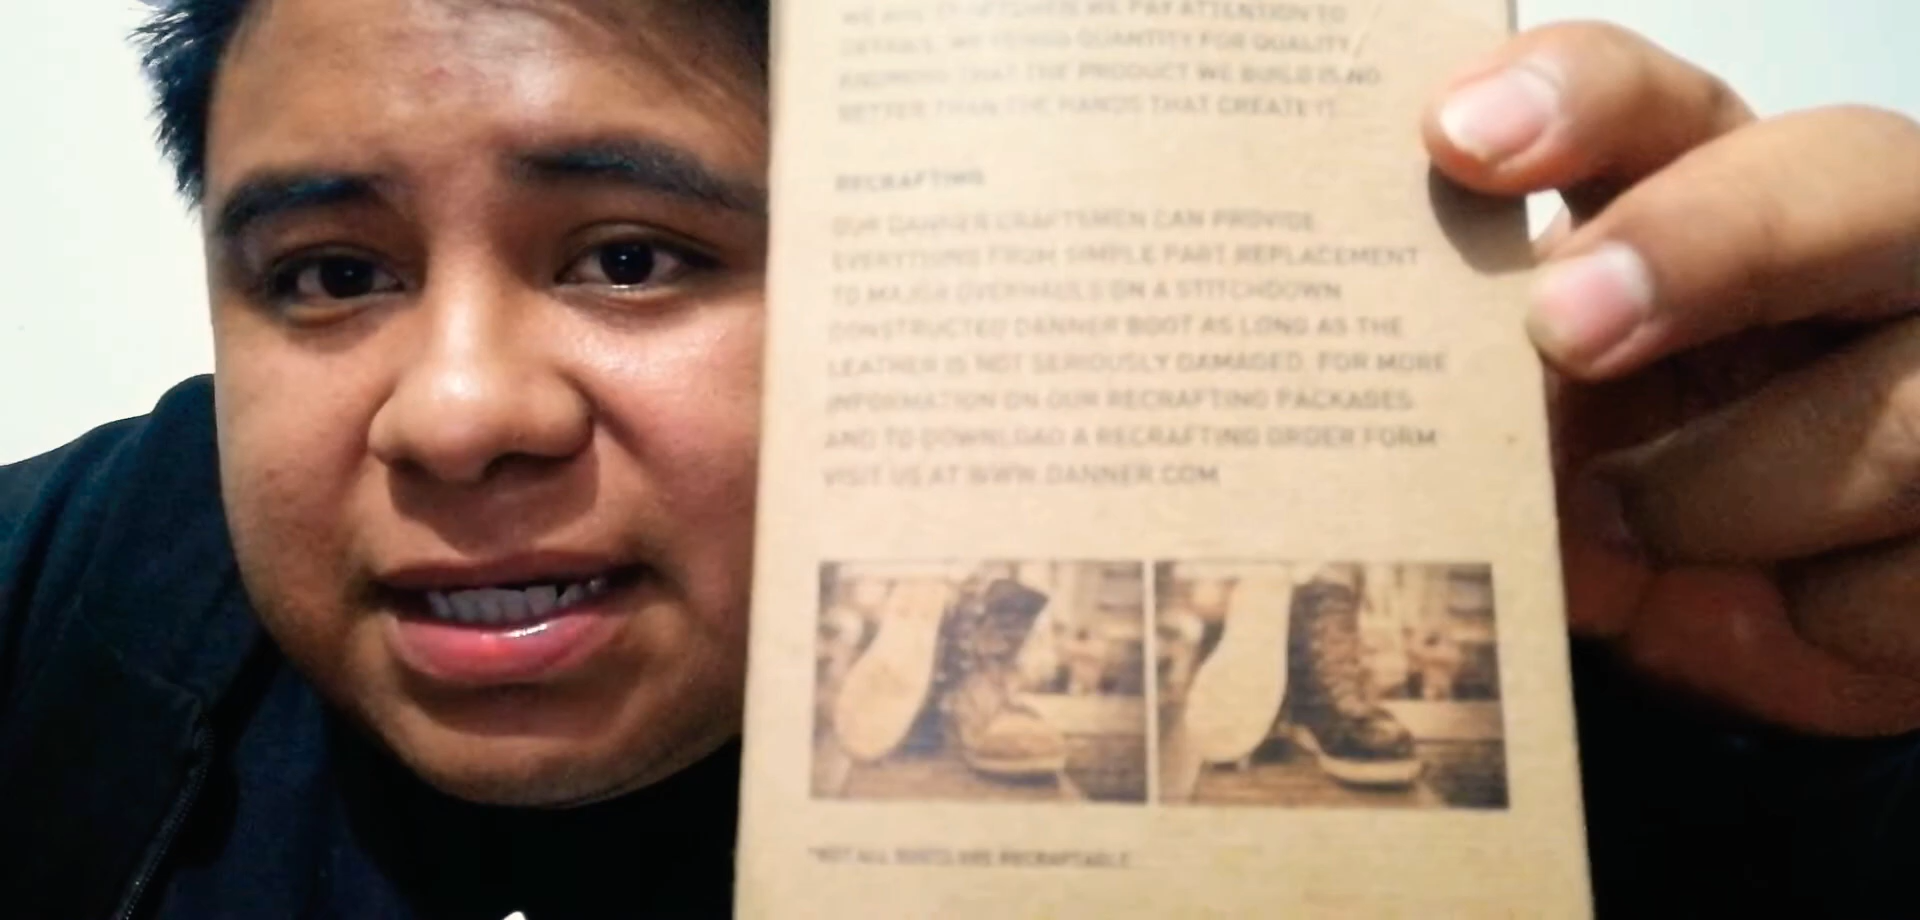 WE ARE CRAFTSMEN. WE PAY ATTENTION TO
QUANTITY FOR QUALITY,
KNOWING THAT THE PRODUCT WE BUILD IS NO
BETTER THAN THE HANDS THAT CREATE IT.
RECRAFTING
OUR DANNER CRAFTSMEN CAN PROVIDE
EVERYTHING FROM SIMPLE PART REPLACEMENT
TO MAJOR OVERHAULS ON A STITCHDOWN
CONSTRUCTED DANNER BOOT AS LONG AS THE
LEATHER IS NOT SERIOUSLY DAMAGED. FOR MORE
INFORMATION ON OUR RECRAFTING PACKAGES
AND TO DOWNLOAD A RECRAFTING ORDER FORM
VISIT US AT WWW.DANNER.COM
*NOT ALL BOOTS ARE RECRAFTABLE